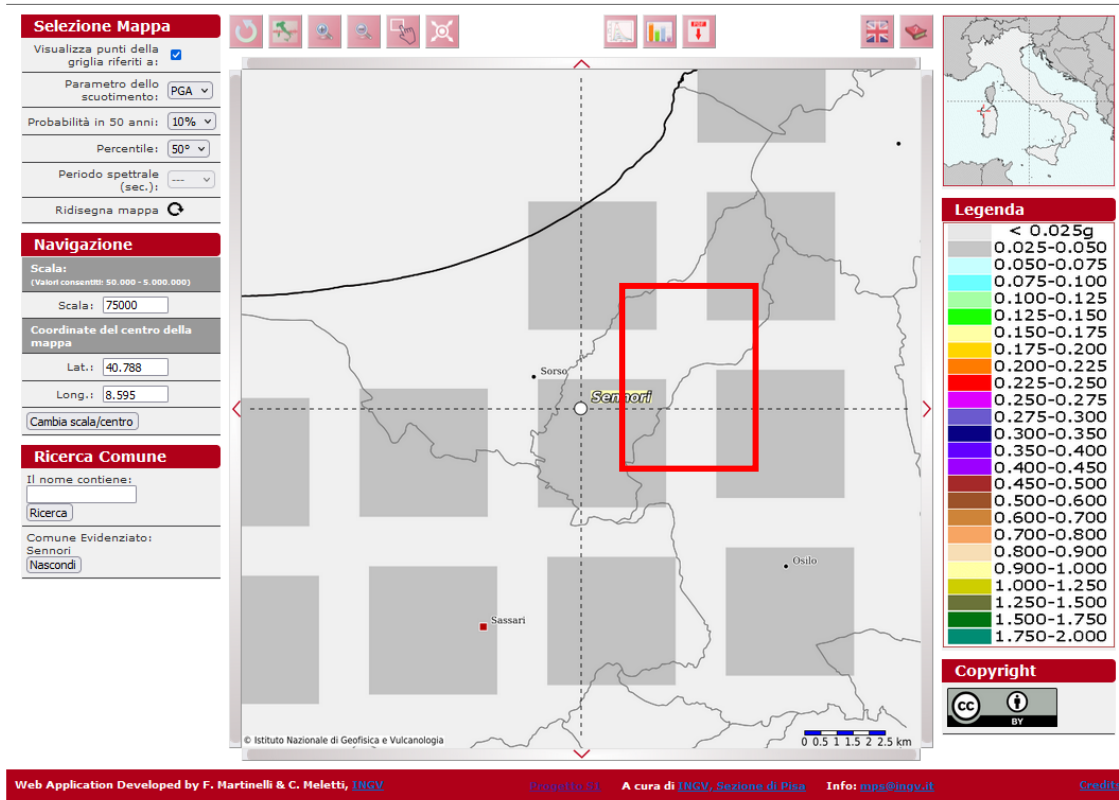 Selezione Mappa
Visualizza punti della
griglia riferiti a:
Parametro dello
scuotimento: PGA
Probabilità in 50 anni: 10%
Percentile: 50°
Periodo spettrale
(sec.): ---
Ridisegna mappa
Navigazione
Scala:
(Valori consentiti: 50.000 - 5.000.000)
Scala: 75000
Coordinate del centro della
mappa
Lat.: 40.788
Long.: 8.595
Cambia scala/centro
Ricerca Comune
Il nome contiene:
Ricerca
Comune Evidenziato:
Sennori
Nascondi
PDF
Sorso
Sennori
Osilo
Sassari
© Istituto Nazionale di Geofisica e Vulcanologia
0 0.5 1 1.5 2 2.5 km
Legenda
< 0.025g
0.025-0.050
0.050-0.075
0.075-0.100
0.100-0.125
0.125-0.150
0.150-0.175
0.175-0.200
0.200-0.225
0.225-0.250
0.250-0.275
0.275-0.300
0.300-0.350
0.350-0.400
0.400-0.450
0.450-0.500
0.500-0.600
0.600-0.700
0.700-0.800
0.800-0.900
0.900-1.000
1.000-1.250
1.250-1.500
1.500-1.750
1.750-2.000
Copyright
cc
BY
Web Application Developed by F. Martinelli & C. Meletti, INGV Progetto S1 A cura di INGV, Sezione di Pisa Info: mps@ingv.it Credits